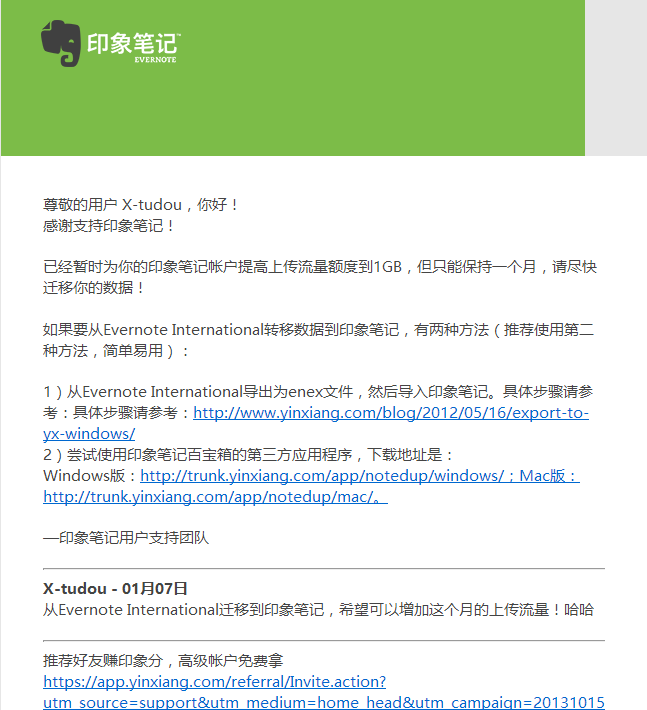 印象笔记™
EVERNOTE
尊敬的用户 X-tudou，你好！
感谢支持印象笔记！
已经暂时为你的印象笔记帐户提高上传流量额度到1GB，但只能保持一个月，请尽快
迁移你的数据！
如果要从Evernote International转移数据到印象笔记，有两种方法（推荐使用第二
种方法，简单易用）：
1）从Evernote International导出为enex文件，然后导入印象笔记。具体步骤请参
考：具体步骤请参考：http://www.yinxiang.com/blog/2012/05/16/export-to-
yx-windows/
2）尝试使用印象笔记百宝箱的第三方应用程序，下载地址是：
Windows版：http://trunk.yinxiang.com/app/notedup/windows/；Mac版：
http://trunk.yinxiang.com/app/notedup/mac/。
—印象笔记用户支持团队
X-tudou - 01月07日
从Evernote International迁移到印象笔记，希望可以增加这个月的上传流量！哈哈
推荐好友赚印象分，高级帐户免费拿
https://app.yinxiang.com/referral/Invite.action?
utm_source=support&utm_medium=home_head&utm_campaign=20131015